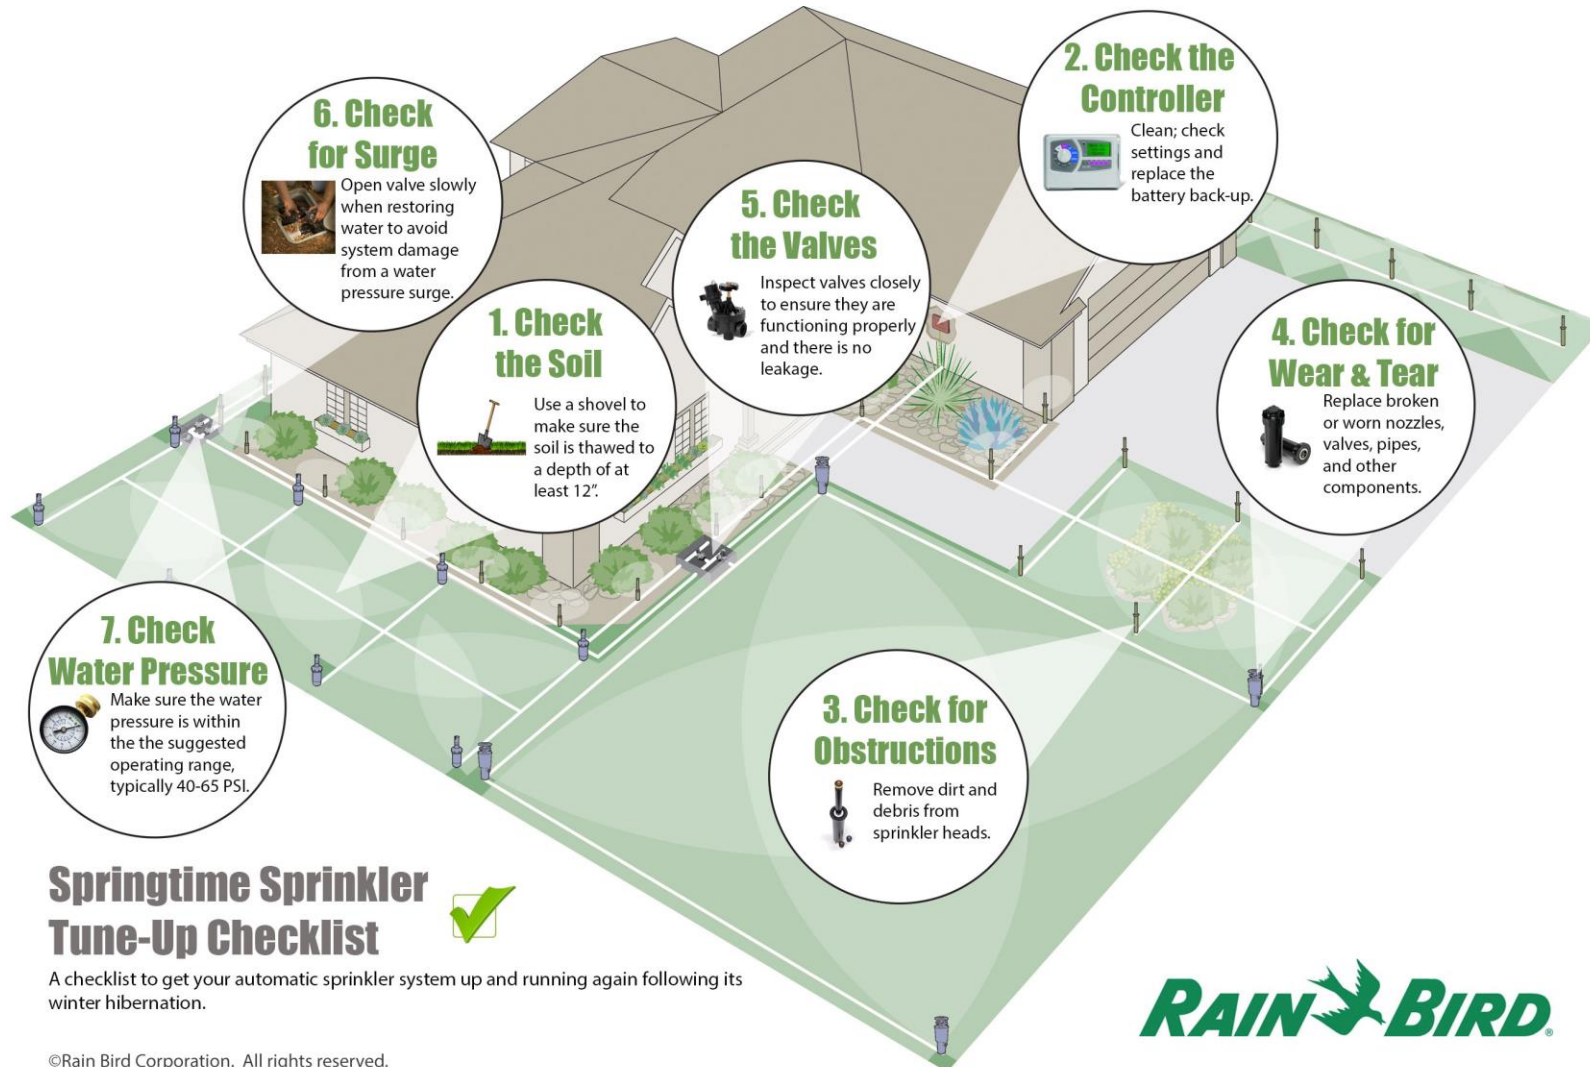 2. Check the
Controller
Clean; check
settings and
replace the
battery back-up.
6. Check
for Surge
Open valve slowly
when restoring
water to avoid
system damage
from a water
pressure surge.
5. Check
the Valves
Inspect valves closely
to ensure they are
functioning properly
and there is no
leakage.
1. Check
the Soil
Use a shovel to
make sure the
soil is thawed to
a depth of at
least 12”.
4. Check for
Wear & Tear
Replace broken
or worn nozzles,
valves, pipes,
and other
components.
7. Check
Water Pressure
Make sure the water
pressure is within
the the suggested
operating range,
typically 40-65 PSI.
3. Check for
Obstructions
Remove dirt and
debris from
sprinkler heads.
Springtime Sprinkler
Tune-Up Checklist
A checklist to get your automatic sprinkler system up and running again following its
winter hibernation.
RAIN BIRD®
©Rain Bird Corporation. All rights reserved.